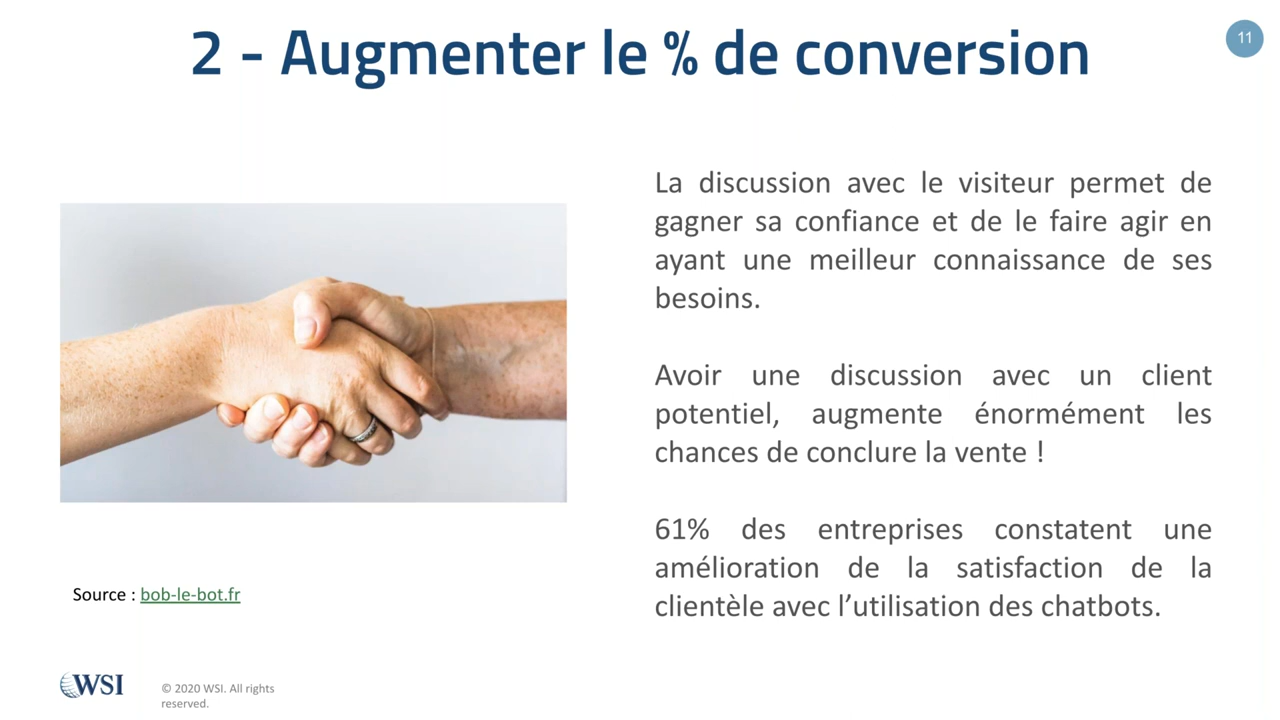 2 - Augmenter le % de conversion
11
La discussion avec le visiteur permet de
gagner sa confiance et de le faire agir en
ayant une meilleur connaissance de ses
besoins.
Avoir une discussion avec un client
potentiel, augmente énormément les
chances de conclure la vente !
61% des entreprises constatent une
amélioration de la satisfaction de la
clientèle avec l’utilisation des chatbots.
Source : bob-le-bot.fr
WSI
© 2020 WSI. All rights
reserved.